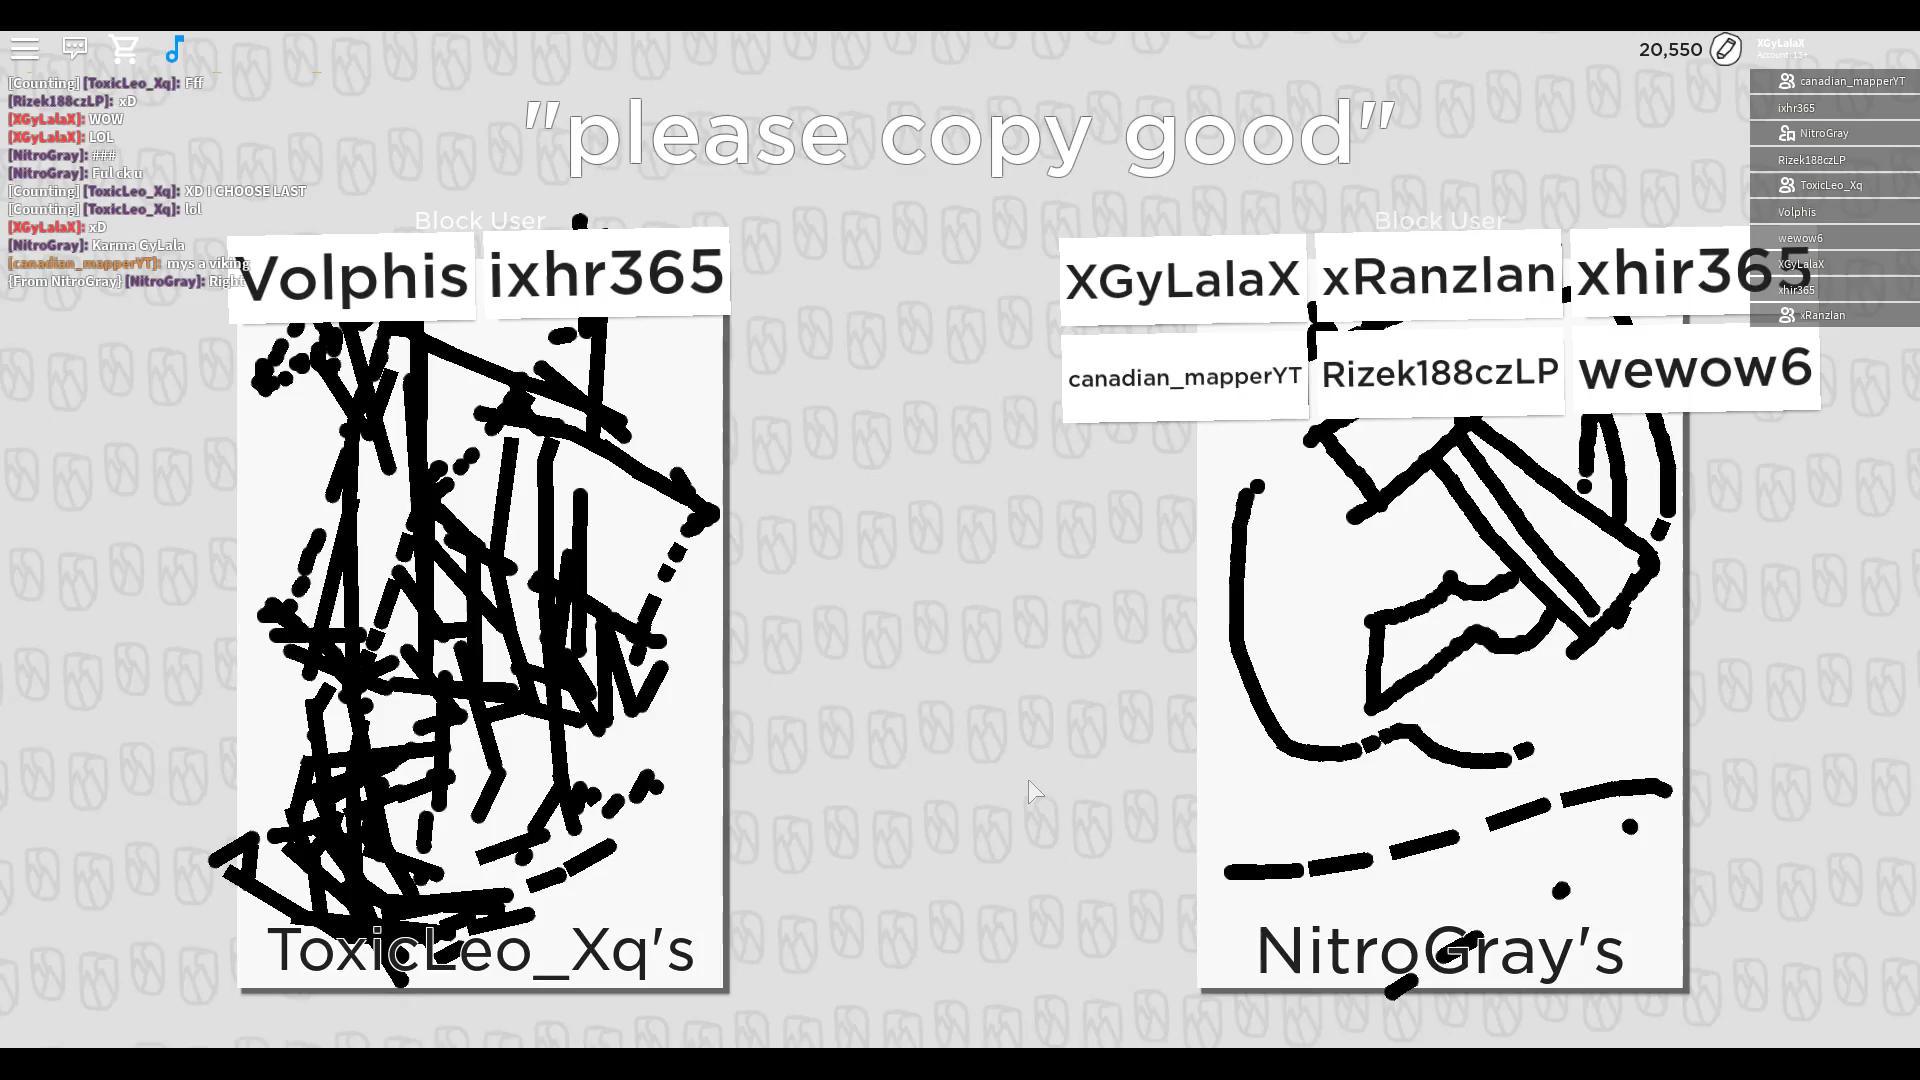 20,550
XGyLalaX
Account: 13+
[Counting] [ToxicLeo_Xq]: Fff
[Rizek188czLP]: xD
[XGyLalaX]: WOW
[XGyLalaX]: LOL
[NitroGray]: ###
[NitroGray]: Ful ck u
[Counting] [ToxicLeo_Xq]: XD I CHOOSE LAST
[Counting] [ToxicLeo_Xq]: lol
[XGyLalaX]: xD
[NitroGray]: Karma GyLala
[canadian_mapperYT]: mys a viking
{From NitroGray} [NitroGray]: Right
"please copy good"
canadian_mapperYT
ixhr365
NitroGray
Rizek188czLP
ToxicLeo_Xq
Volphis
wewow6
XGyLalaX
xhir365
xRanzlan
Block User
Volphis ixhr365
ToxicLeo_Xq's
Block User
XGyLalaX xRanzlan xhir365
canadian_mapperYT Rizek188czLP wewow6
NitroGray's